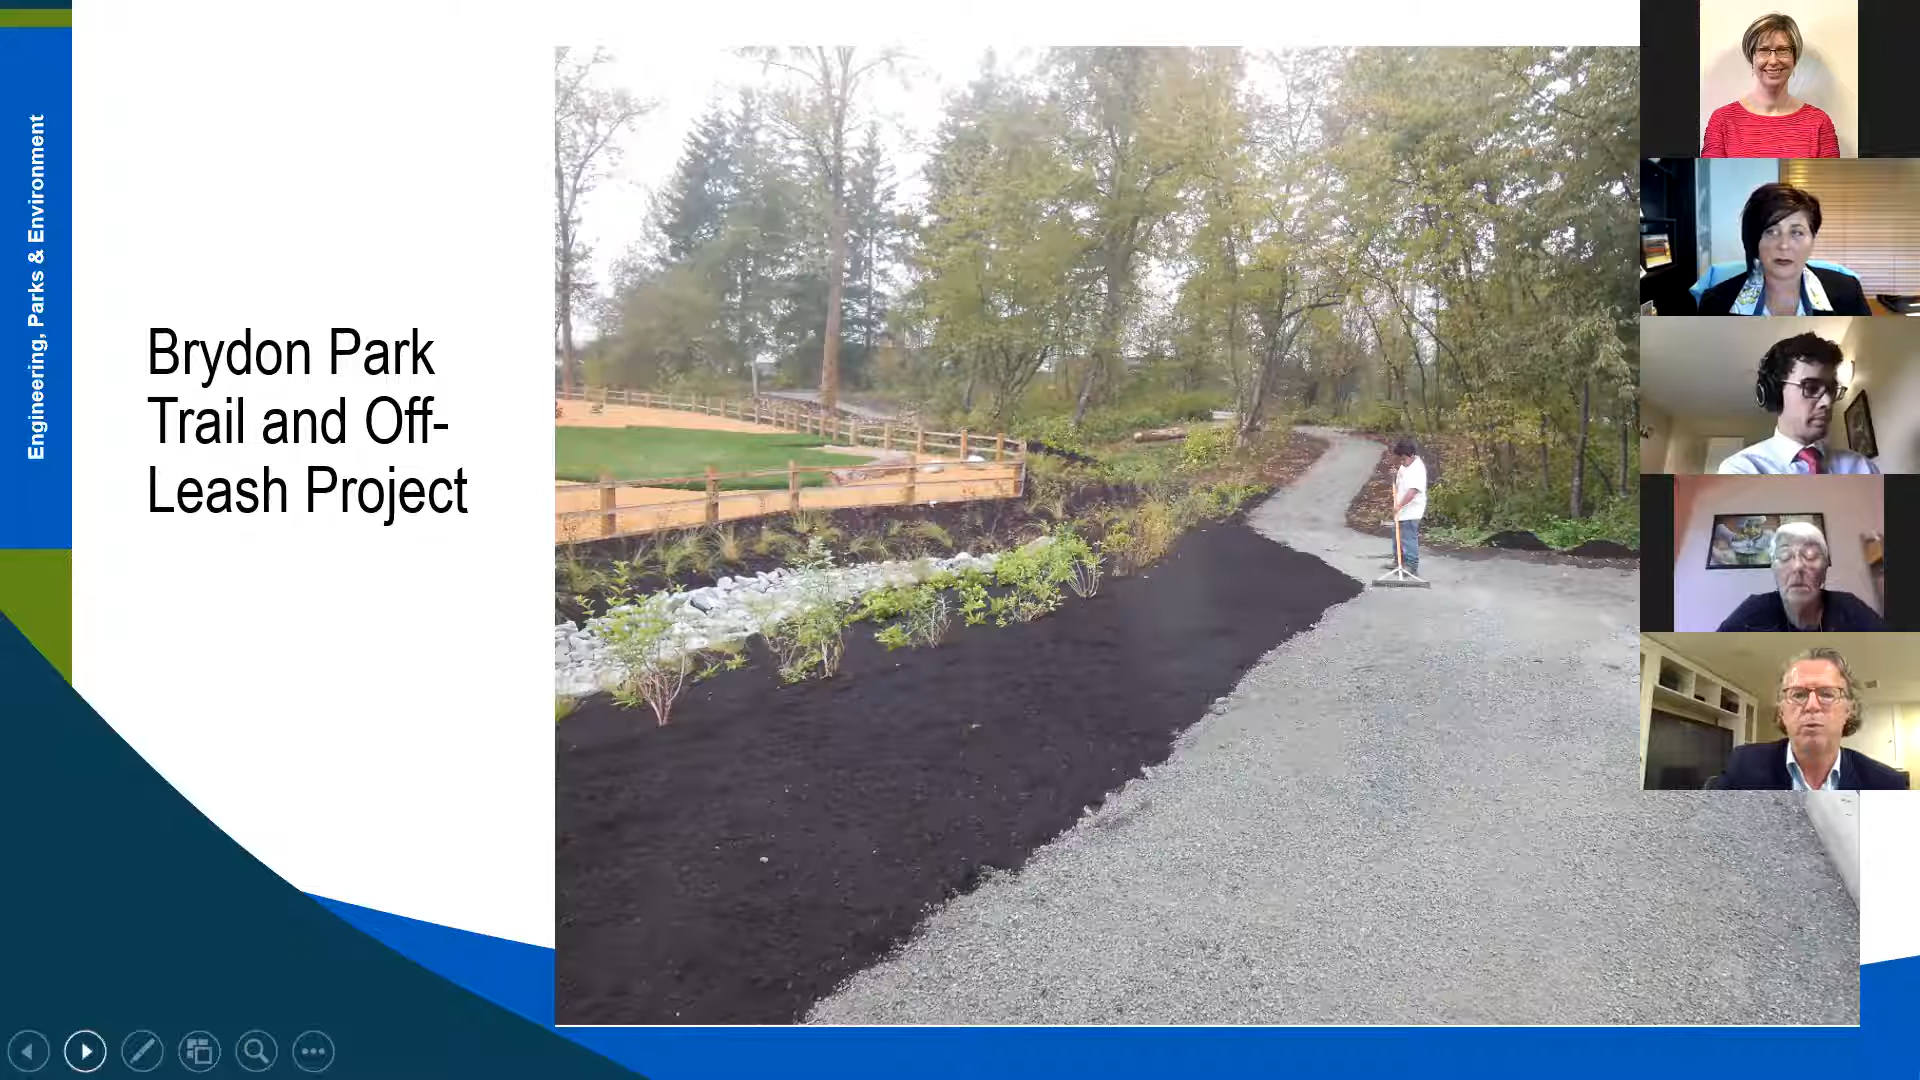 Engineering, Parks & Environment
Brydon Park
Trail and Off-
Leash Project